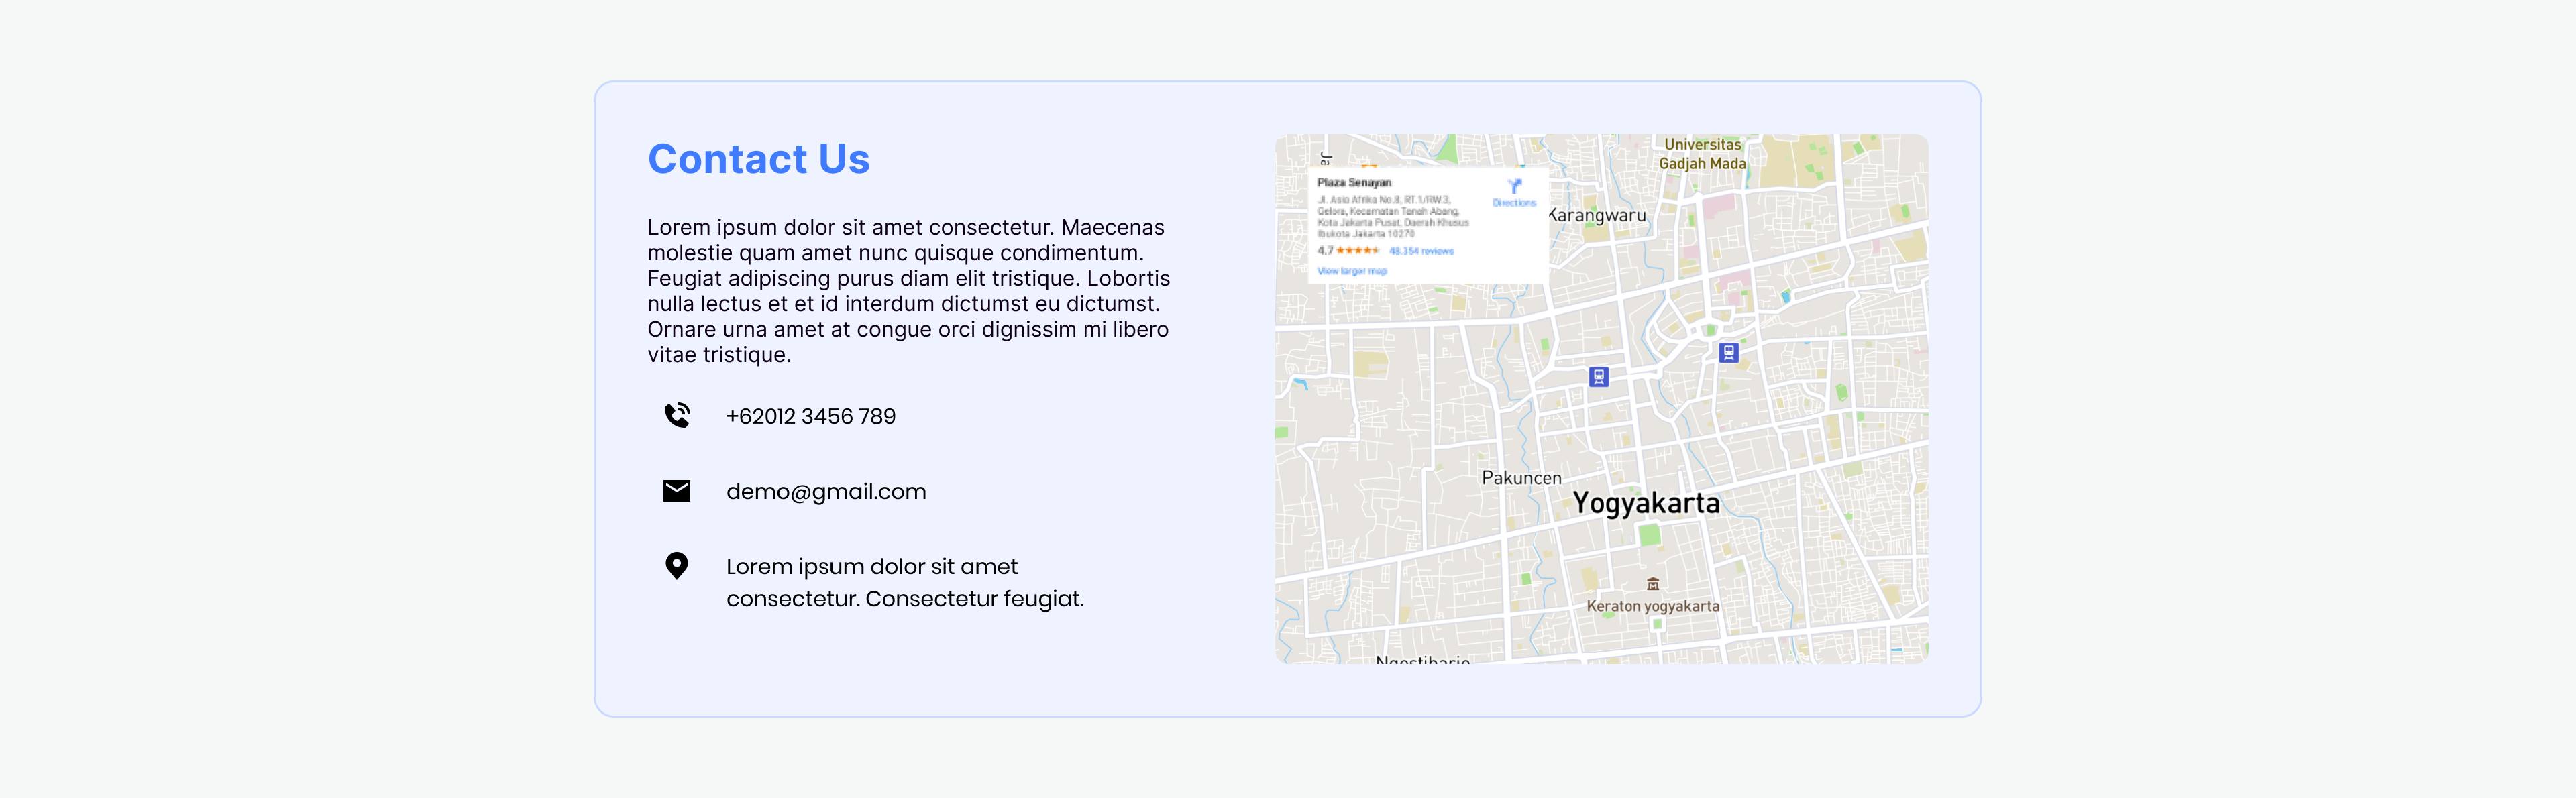 Contact Us
Lorem ipsum dolor sit amet consectetur. Maecenas
molestie quam amet nunc quisque condimentum.
Feugiat adipiscing purus diam elit tristique. Lobortis
nulla lectus et et id interdum dictumst eu dictumst.
Ornare urna amet at congue orci dignissim mi libero
vitae tristique.
+62012 3456 789
demo@gmail.com
Lorem ipsum dolor sit amet
consectetur. Consectetur feugiat.
Universitas
Gadjah Mada
Ja
Plaza Senayan
Directions
Jl. Asia Afrika No.8, RT.1/RW.3,
Gelora, Kecamatan Tanah Abang,
Kota Jakarta Pusat, Daerah Khusus
Ibukota Jakarta 10270
4,7
48.354 reviews
View larger map
Karangwaru
Pakuncen
Yogyakarta
Keraton yogyakarta